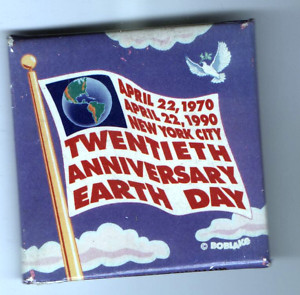 APRIL 22, 1970
APRIL 22, 1990
NEW YORK CITY
TWENTIETH
ANNIVERSARY
EARTH DAY